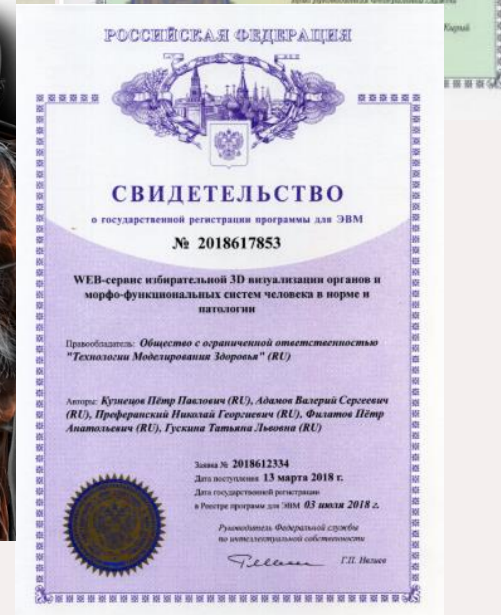 РОССИЙСКАЯ ФЕДЕРАЦИЯ
СВИДЕТЕЛЬСТВО
о государственной регистрации программы для ЭВМ
№ 2018617853
WEB-сервис избирательной 3D визуализации органов и
морфо-функциональных систем человека в норме и
патологии
Правообладатель: Общество с ограниченной ответственностью
"Технологии Моделирования Здоровья" (RU)
Авторы: Кузнецов Пётр Павлович (RU), Адамов Валерий Сергеевич
(RU), Преферанский Николай Георгиевич (RU), Филатов Пётр
Анатольевич (RU), Гускина Татьяна Львовна (RU)
Заявка № 2018612334
Дата поступления 13 марта 2018 г.
Дата государственной регистрации
в Реестре программ для ЭВМ 03 июля 2018 г.
Руководитель Федеральной службы
по интеллектуальной собственности
Г.П. Ивлиев